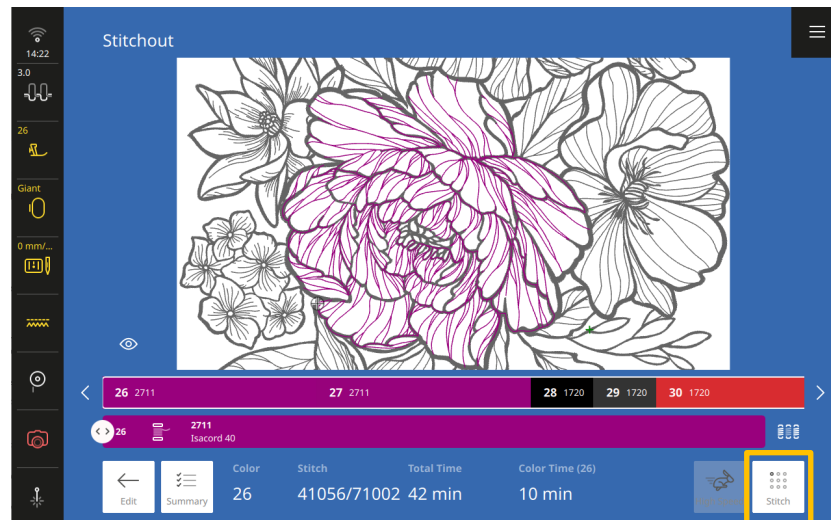 14:22
3.0
26
Giant
0 mm/...
Stitchout
26 2711 27 2711 28 1720 29 1720 30 1720
26 2711
Isacord 40
Edit
Summary
Color Stitch Total Time Color Time (26)
26 41056/71002 42 min 10 min
Stitch